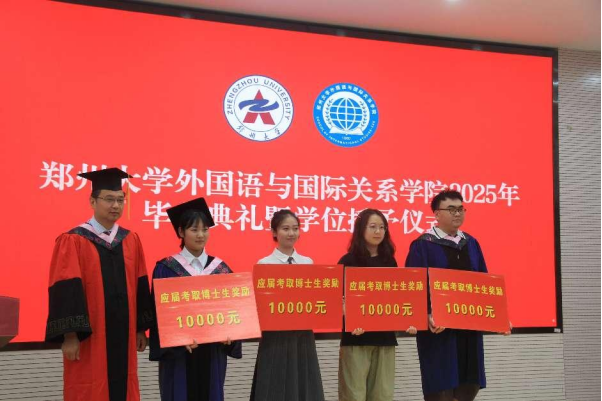 ZHENGZHOU UNIVERSITY
郑州大学外国语与国际关系学院2025年
毕 典礼暨学位授予仪式
应届考取博士生奖励
10000元
应届考取博士生奖励
10000元
应届考取博士生奖励
10000元
应届考取博士生奖励
10000元